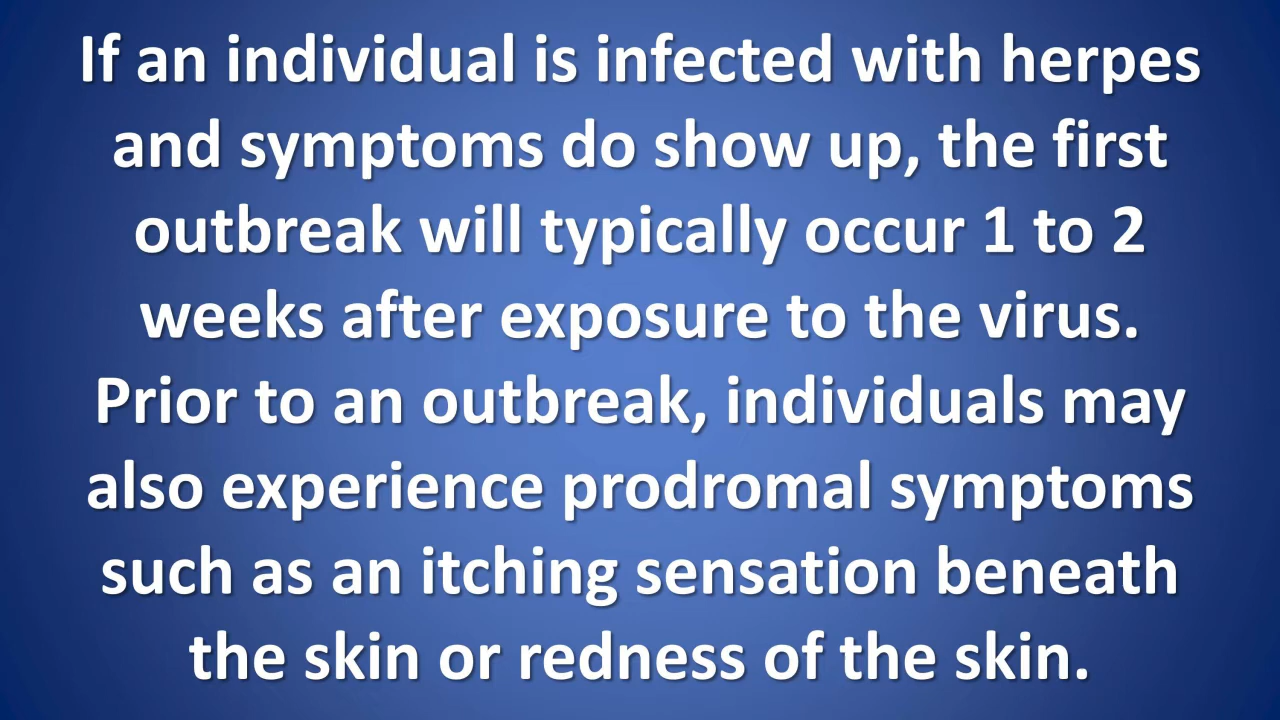 If an individual is infected with herpes
and symptoms do show up, the first
outbreak will typically occur 1 to 2
weeks after exposure to the virus.
Prior to an outbreak, individuals may
also experience prodromal symptoms
such as an itching sensation beneath
the skin or redness of the skin.